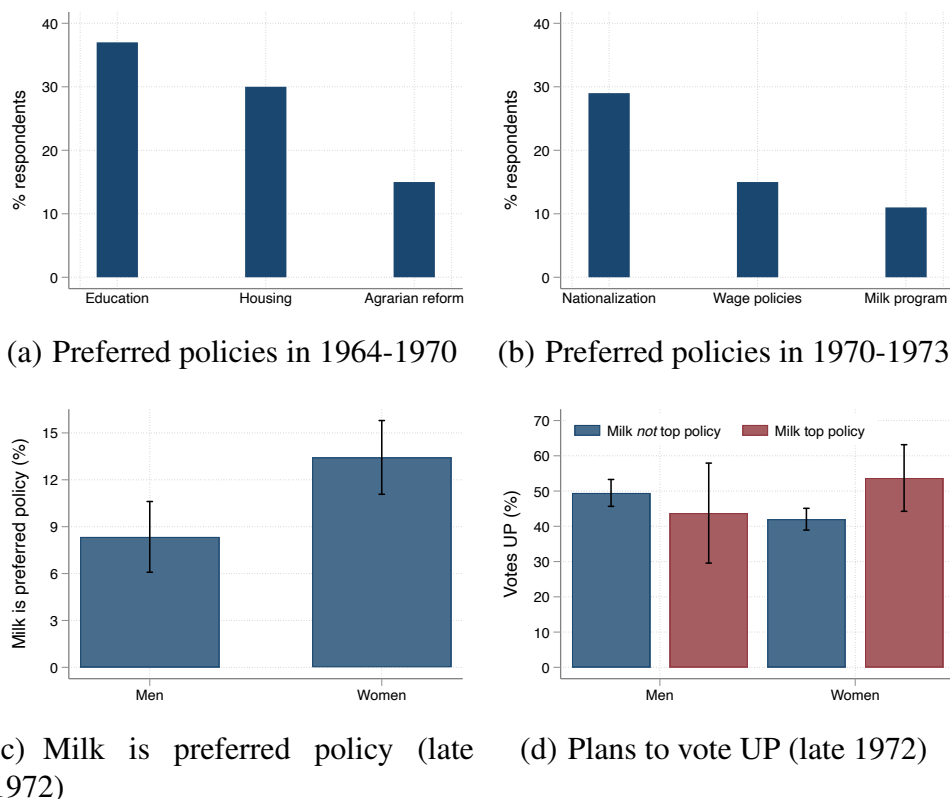 40
30
20
10
0
% respondents
Education Housing Agrarian reform
(a) Preferred policies in 1964-1970
40
30
20
10
0
% respondents
Nationalization Wage policies Milk program
(b) Preferred policies in 1970-1973
15
12
9
6
3
0
Milk is preferred policy (%)
Men Women
c) Milk is preferred policy (late
1972)
70
60
50
40
30
20
10
0
Votes UP (%)
Milk not top policy Milk top policy
Men Women
(d) Plans to vote UP (late 1972)